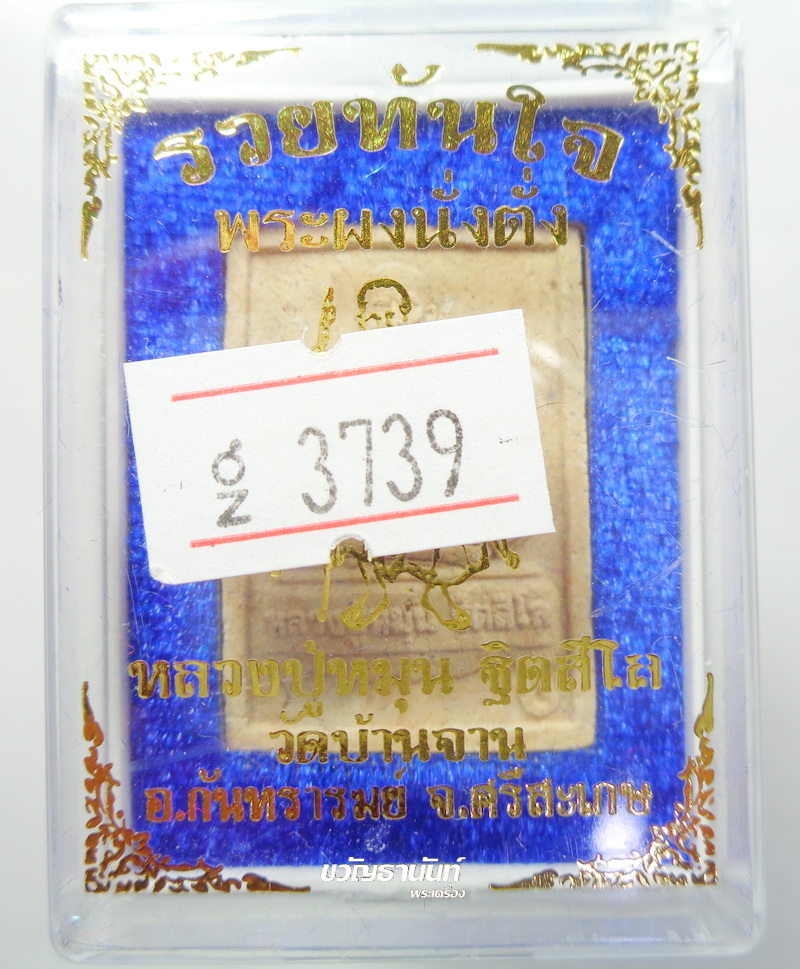 รวยทันใจ
พระผงนั่งตั่ง
NO. 3739
หลวงปู่หมุน ฐิตสีโล
วัดบ้านจาน
อ.กันทรารมย์ จ.ศรีสะเกษ
ขวัญธานันท์
พระเครื่อง